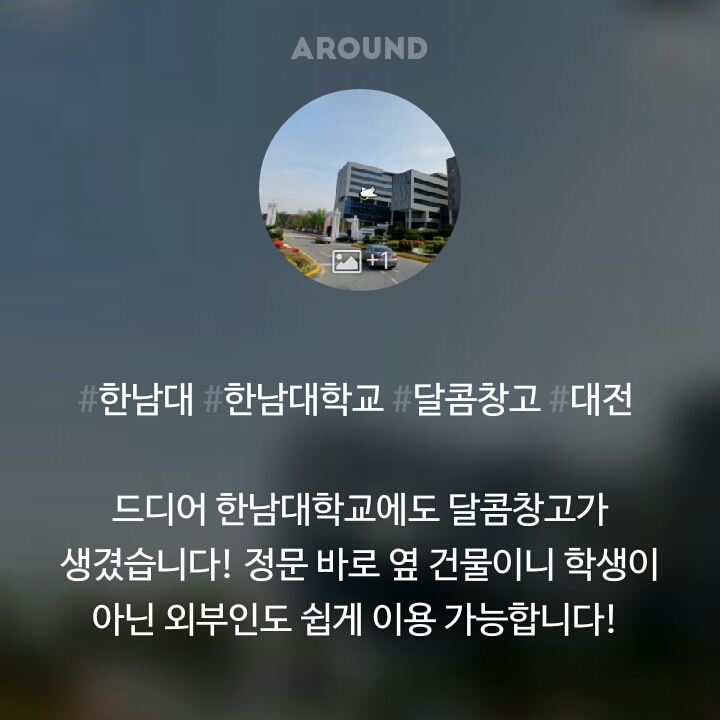 AROUND
+1
#한남대 #한남대학교 #달콤창고 #대전
드디어 한남대학교에도 달콤창고가
생겼습니다! 정문 바로 옆 건물이니 학생이
아닌 외부인도 쉽게 이용 가능합니다!